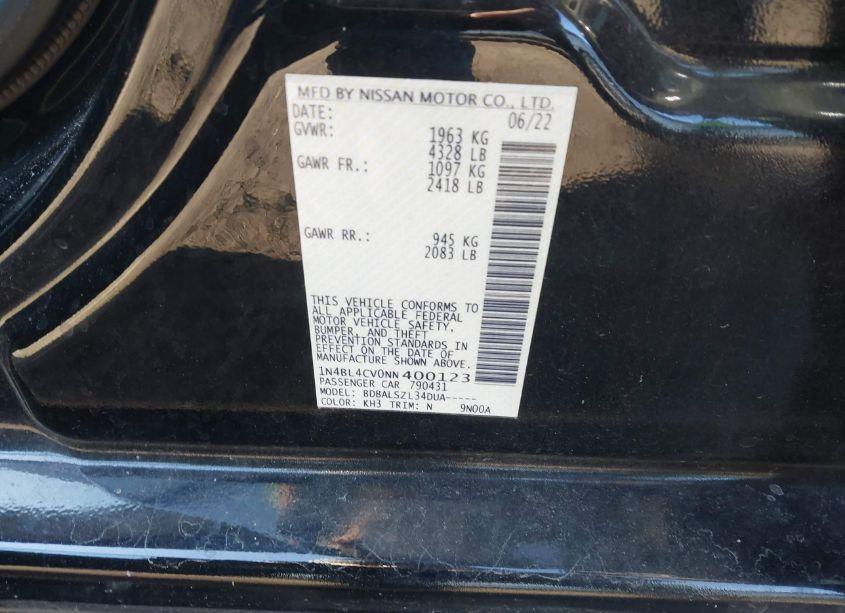 MFD BY NISSAN MOTOR CO., LTD.
DATE: 06/22
GVWR: 1963 KG
4328 LB
GAWR FR.: 1097 KG
2418 LB
GAWR RR.: 945 KG
2083 LB
THIS VEHICLE CONFORMS TO
ALL APPLICABLE FEDERAL
MOTOR VEHICLE SAFETY,
BUMPER, AND THEFT
PREVENTION STANDARDS IN
EFFECT ON THE DATE OF
MANUFACTURE SHOWN ABOVE.
1N4BL4CV0NN400123
PASSENGER CAR 790431
MODEL: BDBALSZL34DUA-----
COLOR: KH3 TRIM: N 9N00A